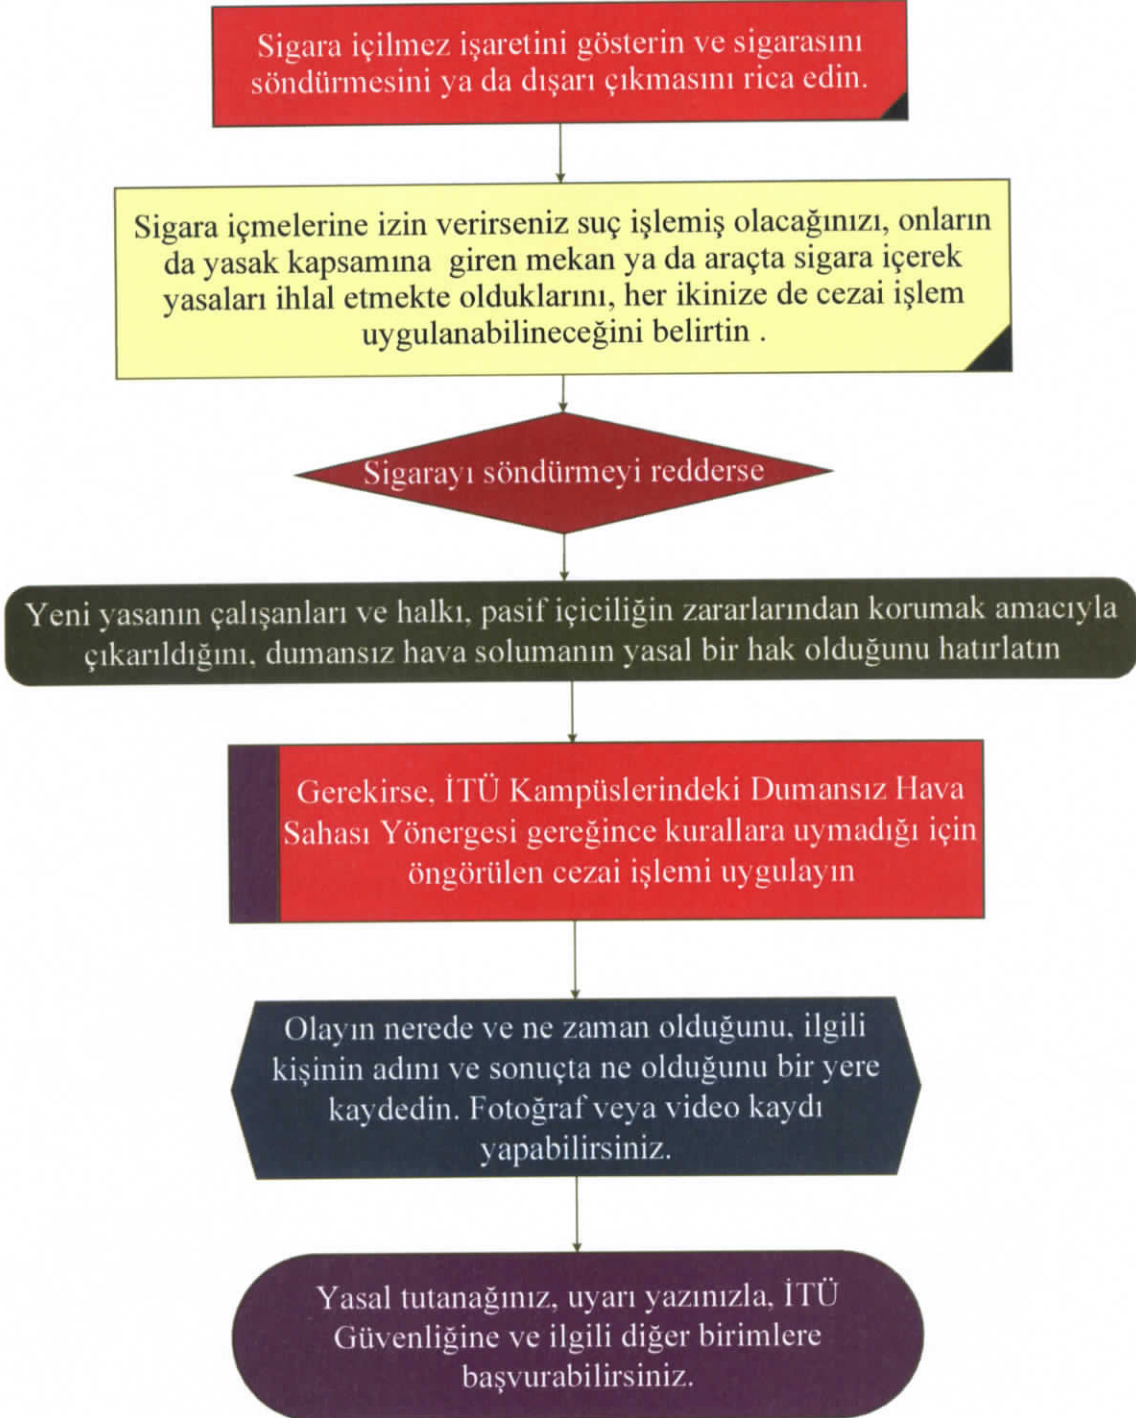 Sigara içilmez işaretini gösterin ve sigarasını
söndürmesini ya da dışarı çıkmasını rica edin.
Sigara içmelerine izin verirseniz suç işlemiş olacağınızı, onların
da yasak kapsamına giren mekan ya da araçta sigara içerek
yasaları ihlal etmekte olduklarını, her ikinize de cezai işlem
uygulanabilineceğini belirtin .
Sigarayı söndürmeyi redderse
Yeni yasanın çalışanları ve halkı, pasif içiciliğin zararlarından korumak amacıyla
çıkarıldığını, dumansız hava solumanın yasal bir hak olduğunu hatırlatın
Gerekirse, İTÜ Kampüslerindeki Dumansız Hava
Sahası Yönergesi gereğince kurallara uymadığı için
öngörülen cezai işlemi uygulayın
Olayın nerede ve ne zaman olduğunu, ilgili
kişinin adını ve sonuçta ne olduğunu bir yere
kaydedin. Fotoğraf veya video kaydı
yapabilirsiniz.
Yasal tutanağınız, uyarı yazınızla, İTÜ
Güvenliğine ve ilgili diğer birimlere
başvurabilirsiniz.